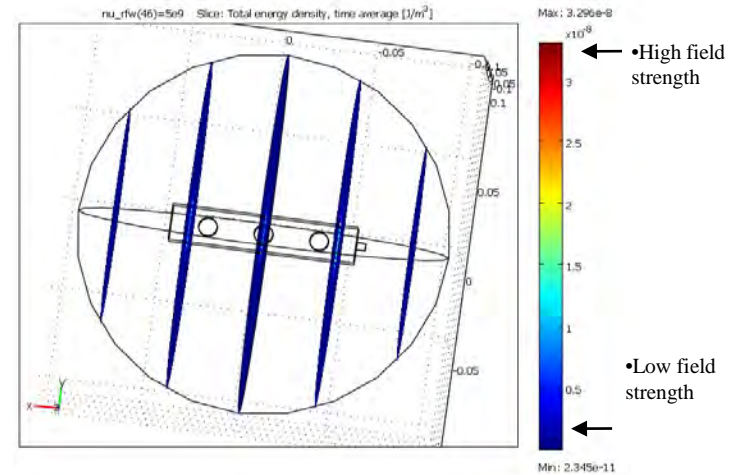 nu_rfw(46)=5e9 Slice: Total energy density, time average [J/m³]
Max: 3.296e-8
x10⁻⁸
•High field
strength
0
-0.05
0.05
0.1
3
2.5
2
1.5
1
0.5
0.05
0
-0.05
•Low field
strength
y
x
Min: 2.345e-11